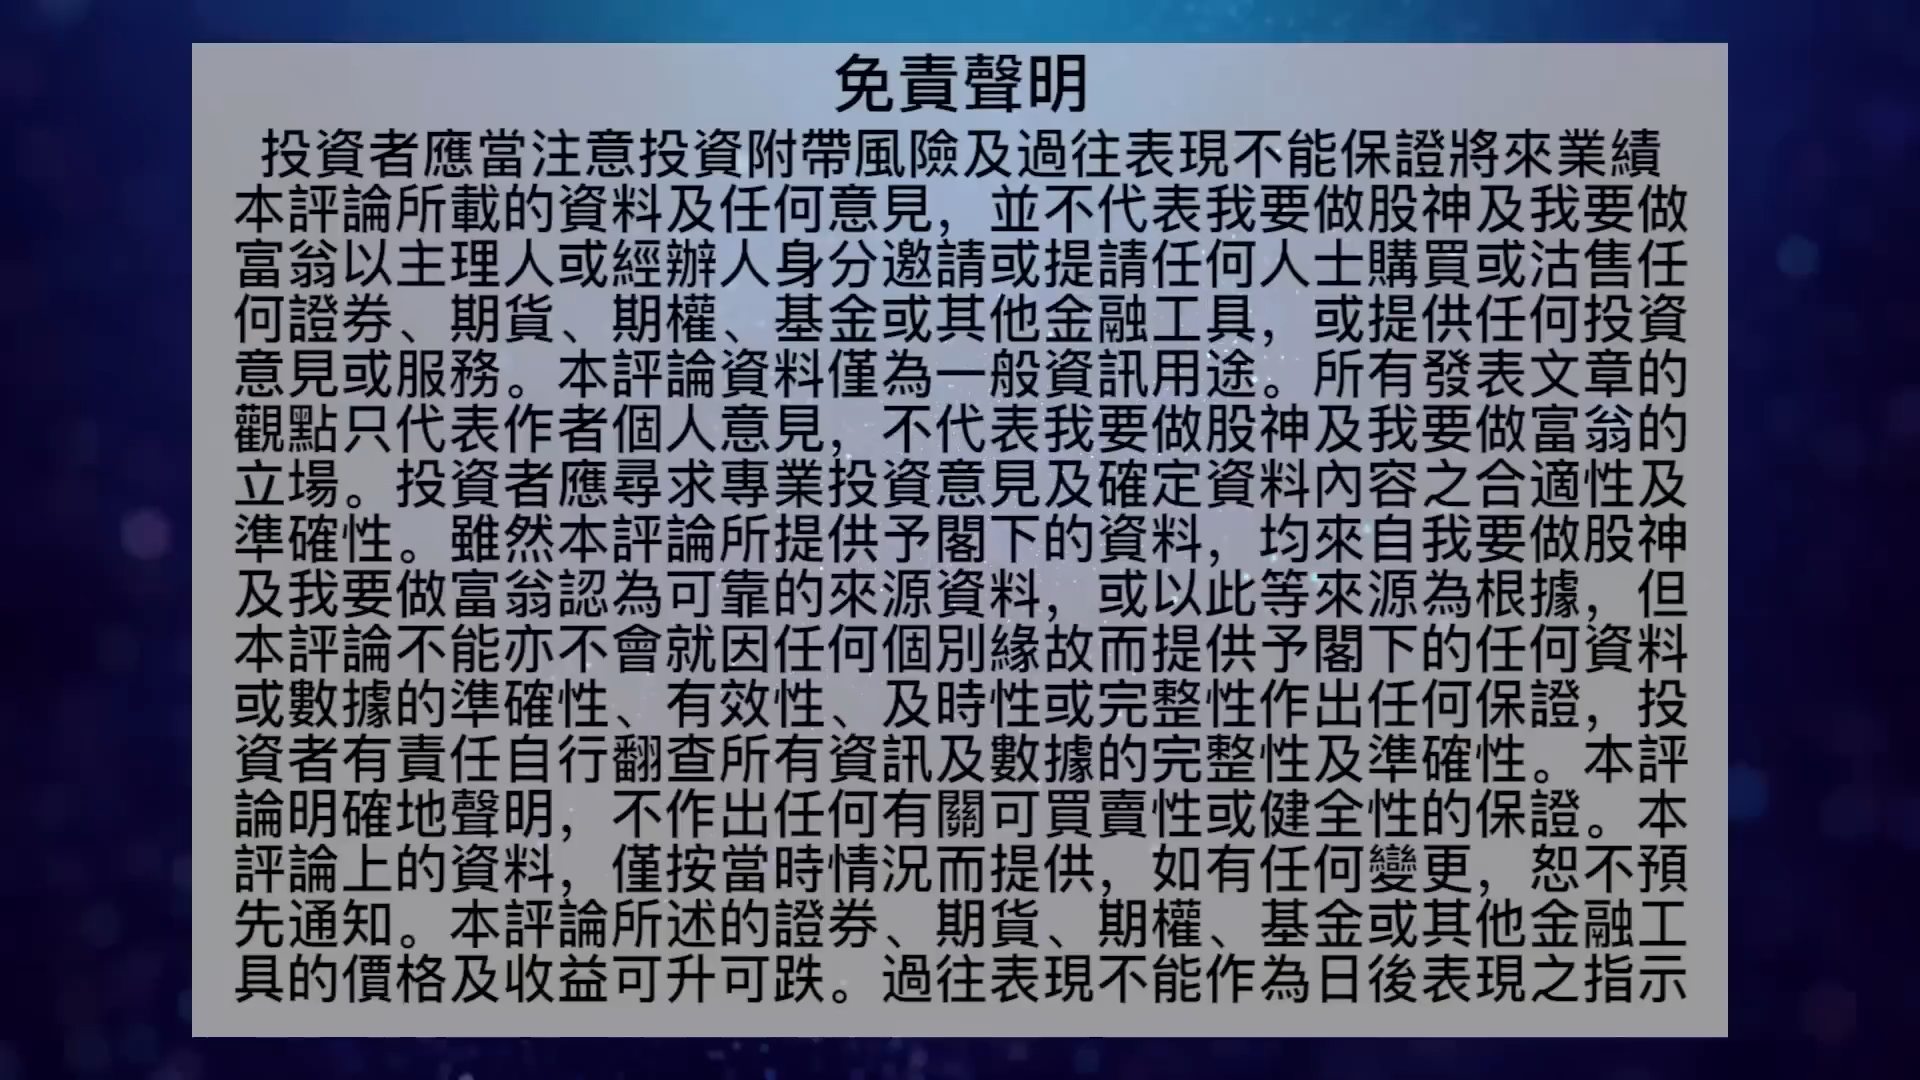 免責聲明
投資者應當注意投資附帶風險及過往表現不能保證將來業績
本評論所載的資料及任何意見，並不代表我要做股神及我要做
富翁以主理人或經辦人身分邀請或提請任何人士購買或沽售任
何證券、期貨、期權、基金或其他金融工具，或提供任何投資
意見或服務。本評論資料僅為一般資訊用途。所有發表文章的
觀點只代表作者個人意見，不代表我要做股神及我要做富翁的
立場。投資者應尋求專業投資意見及確定資料內容之合適性及
準確性。雖然本評論所提供予閣下的資料，均來自我要做股神
及我要做富翁認為可靠的來源資料，或以此等來源為根據，但
本評論不能亦不會就因任何個別緣故而提供予閣下的任何資料
或數據的準確性、有效性、及時性或完整性作出任何保證，投
資者有責任自行翻查所有資訊及數據的完整性及準確性。本評
論明確地聲明，不作出任何有關可買賣性或健全性的保證。本
評論上的資料，僅按當時情況而提供，如有任何變更，恕不預
先通知。本評論所述的證券、期貨、期權、基金或其他金融工
具的價格及收益可升可跌。過往表現不能作為日後表現之指示